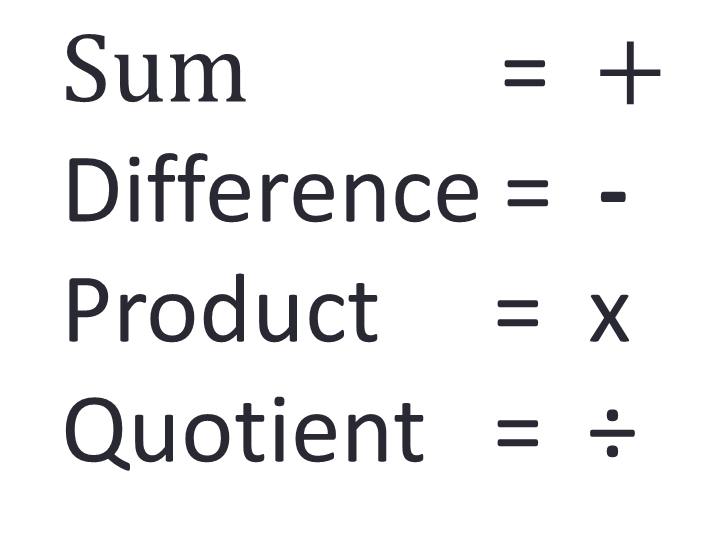 Sum = +
Difference = -
Product = x
Quotient = ÷